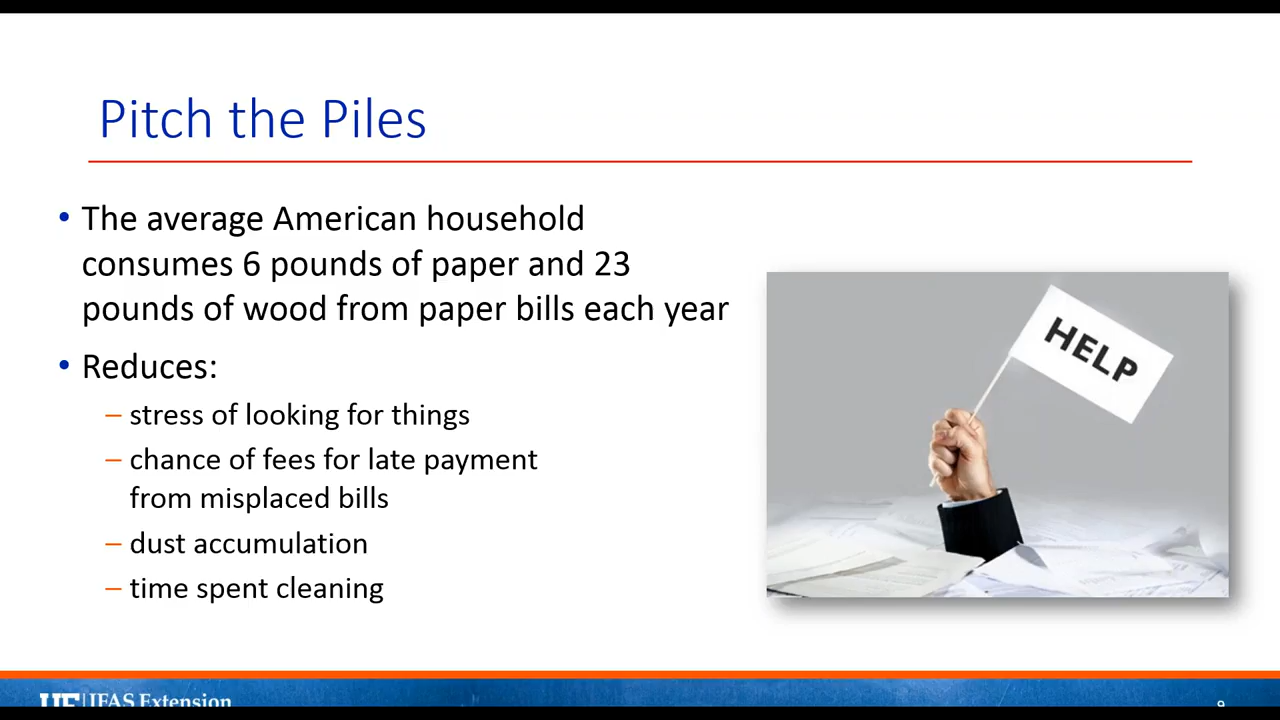 Pitch the Piles
• The average American household
consumes 6 pounds of paper and 23
pounds of wood from paper bills each year
• Reduces:
– stress of looking for things
– chance of fees for late payment
from misplaced bills
– dust accumulation
– time spent cleaning
HELP
UF | IFAS Extension
9